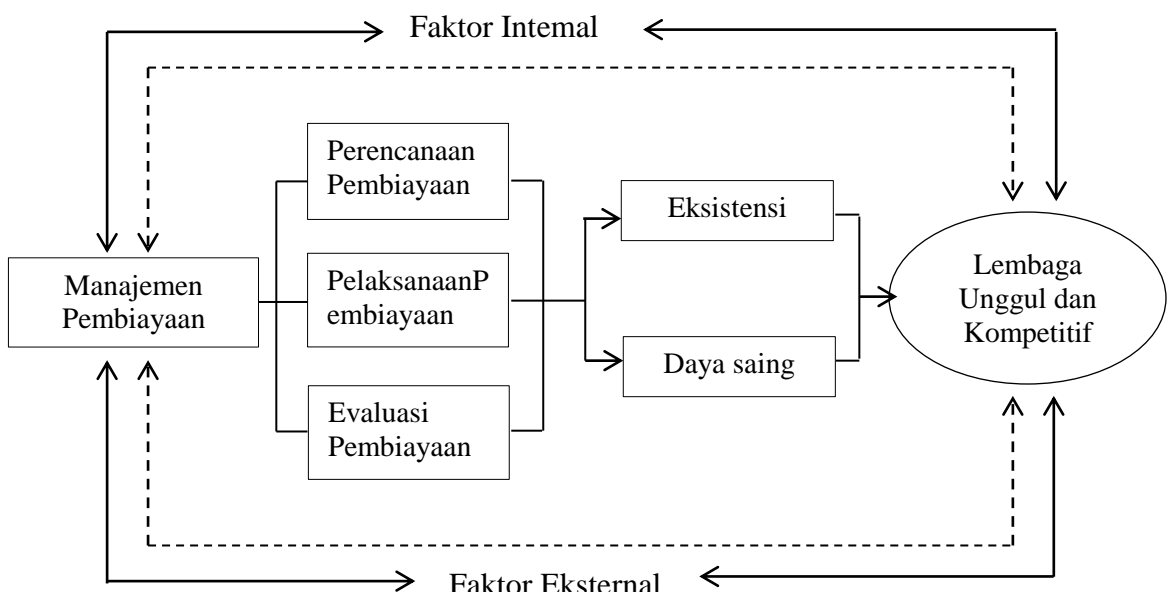 Faktor Intemal
Perencanaan
Pembiayaan
Eksistensi
Manajemen
Pembiayaan
PelaksanaanP
embiayaan
Lembaga
Unggul dan
Kompetitif
Daya saing
Evaluasi
Pembiayaan
Faktor Eksternal